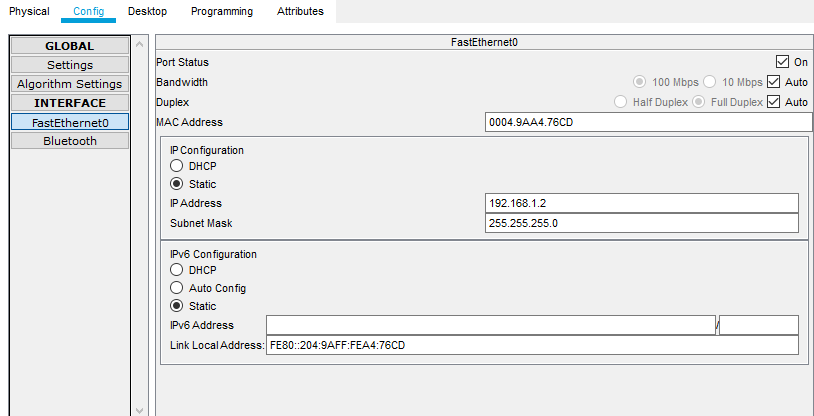 Physical Config Desktop Programming Attributes
GLOBAL
Settings
Algorithm Settings
INTERFACE
FastEthernet0
Bluetooth
FastEthernet0
Port Status On
Bandwidth 100 Mbps 10 Mbps Auto
Duplex Half Duplex Full Duplex Auto
MAC Address 0004.9AA4.76CD
IP Configuration
DHCP
Static
IP Address 192.168.1.2
Subnet Mask 255.255.255.0
IPv6 Configuration
DHCP
Auto Config
Static
IPv6 Address /
Link Local Address: FE80::204:9AFF:FEA4:76CD